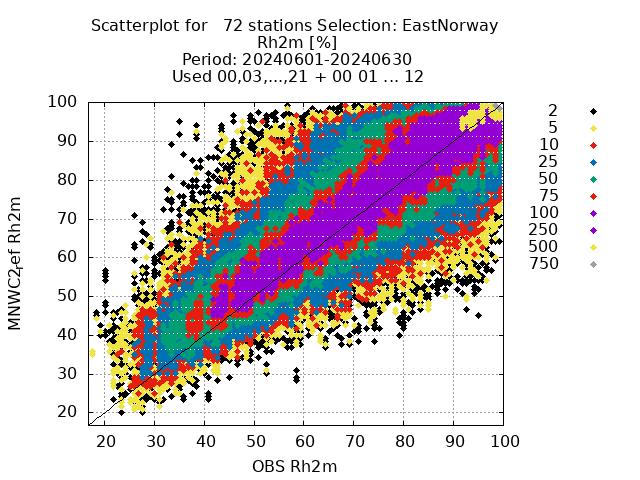 Scatterplot for   72 stations Selection: EastNorway
Rh2m [%]
Period: 20240601-20240630
Used 00,03,...,21 + 00 01 ... 12
100
90
80
70
60
50
40
30
20
20 30 40 50 60 70 80 90 100
OBS Rh2m
MNWC2,ef Rh2m
2
5
10
25
50
75
100
250
500
750